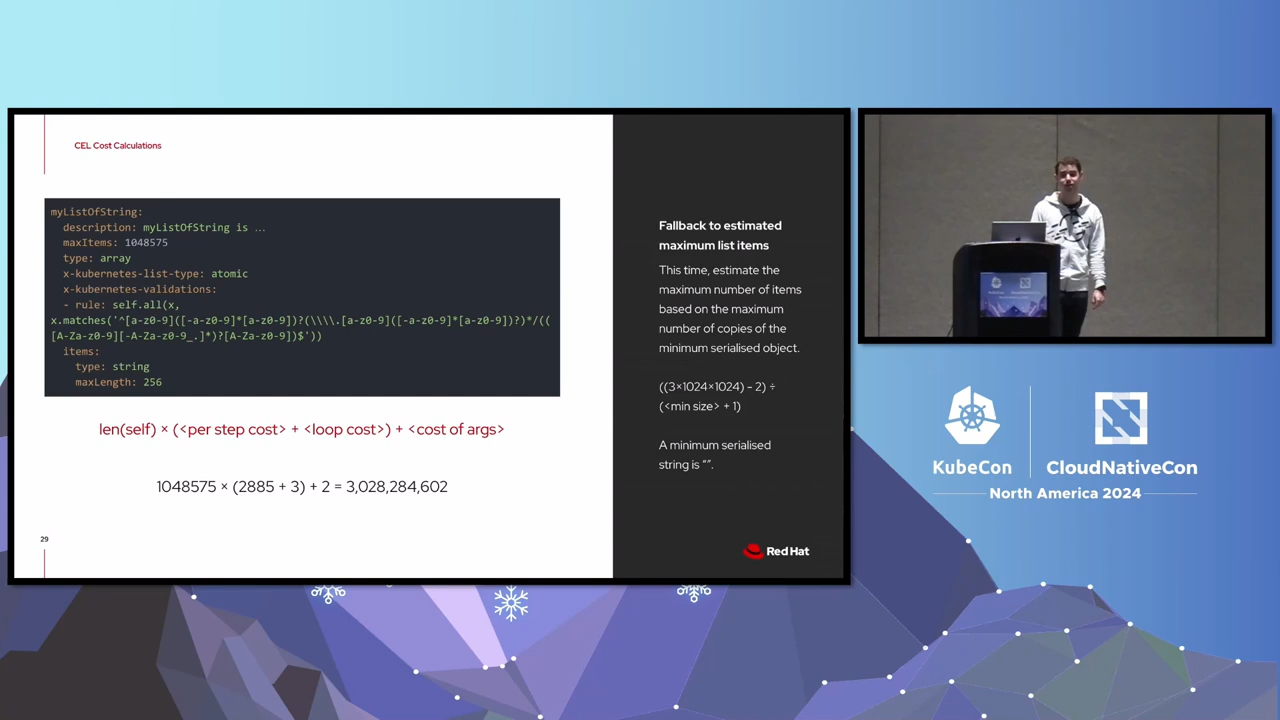 CEL Cost Calculations
myListOfString:
description: myListOfString is …
maxItems: 1048575
type: array
x-kubernetes-list-type: atomic
x-kubernetes-validations:
- rule: self.all(x,
x.matches('^[a-z0-9]([-a-z0-9]*[a-z0-9])?(\\\\.[a-z0-9]([-a-z0-9]*[a-z0-9])?)*/((
[A-Za-z0-9][-A-Za-z0-9_.]*)?[A-Za-z0-9])$'))
items:
type: string
maxLength: 256
len(self) × (<per step cost> + <loop cost>) + <cost of args>
1048575 × (2885 + 3) + 2 = 3,028,284,602
29
Fallback to estimated
maximum list items
This time, estimate the
maximum number of items
based on the maximum
number of copies of the
minimum serialised object.
((3×1024×1024) - 2) ÷
(<min size> + 1)
A minimum serialised
string is “”.
Red Hat
KubeCon
CloudNativeCon
North America 2024